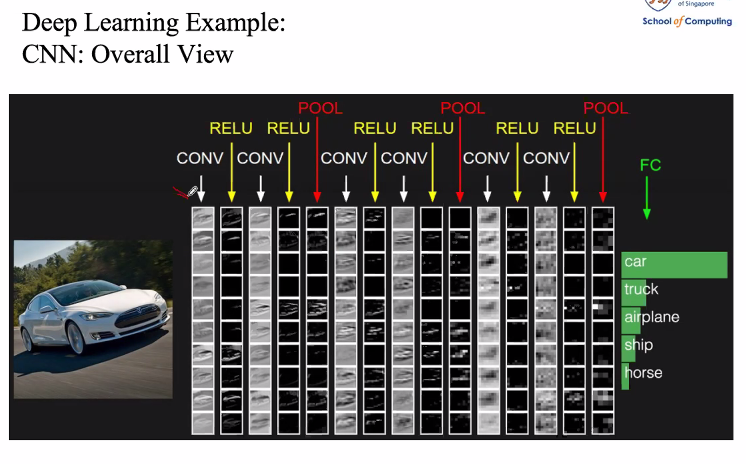 Deep Learning Example:
CNN: Overall View
of Singapore
School of Computing
POOL POOL POOL
RELU RELU RELU RELU RELU RELU
CONV CONV CONV CONV CONV CONV
FC
car
truck
airplane
ship
horse